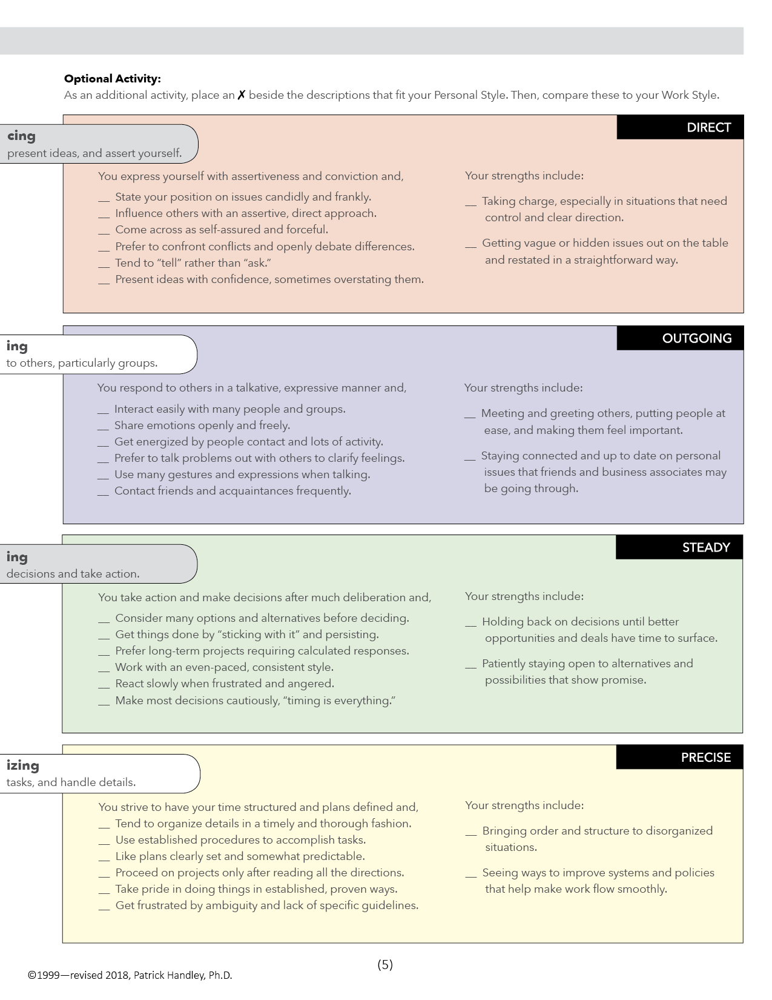 Optional Activity:
As an additional activity, place an ✗ beside the descriptions that fit your Personal Style. Then, compare these to your Work Style.
DIRECT
cing
present ideas, and assert yourself.
You express yourself with assertiveness and conviction and,
__ State your position on issues candidly and frankly.
__ Influence others with an assertive, direct approach.
__ Come across as self-assured and forceful.
__ Prefer to confront conflicts and openly debate differences.
__ Tend to “tell” rather than “ask.”
__ Present ideas with confidence, sometimes overstating them.
Your strengths include:
__ Taking charge, especially in situations that need
control and clear direction.
__ Getting vague or hidden issues out on the table
and restated in a straightforward way.
OUTGOING
ing
to others, particularly groups.
You respond to others in a talkative, expressive manner and,
__ Interact easily with many people and groups.
__ Share emotions openly and freely.
__ Get energized by people contact and lots of activity.
__ Prefer to talk problems out with others to clarify feelings.
__ Use many gestures and expressions when talking.
__ Contact friends and acquaintances frequently.
Your strengths include:
__ Meeting and greeting others, putting people at
ease, and making them feel important.
__ Staying connected and up to date on personal
issues that friends and business associates may
be going through.
STEADY
ing
decisions and take action.
You take action and make decisions after much deliberation and,
__ Consider many options and alternatives before deciding.
__ Get things done by “sticking with it” and persisting.
__ Prefer long-term projects requiring calculated responses.
__ Work with an even-paced, consistent style.
__ React slowly when frustrated and angered.
__ Make most decisions cautiously, “timing is everything.”
Your strengths include:
__ Holding back on decisions until better
opportunities and deals have time to surface.
__ Patiently staying open to alternatives and
possibilities that show promise.
PRECISE
izing
tasks, and handle details.
You strive to have your time structured and plans defined and,
__ Tend to organize details in a timely and thorough fashion.
__ Use established procedures to accomplish tasks.
__ Like plans clearly set and somewhat predictable.
__ Proceed on projects only after reading all the directions.
__ Take pride in doing things in established, proven ways.
__ Get frustrated by ambiguity and lack of specific guidelines.
Your strengths include:
__ Bringing order and structure to disorganized
situations.
__ Seeing ways to improve systems and policies
that help make work flow smoothly.
(5)
©1999—revised 2018, Patrick Handley, Ph.D.